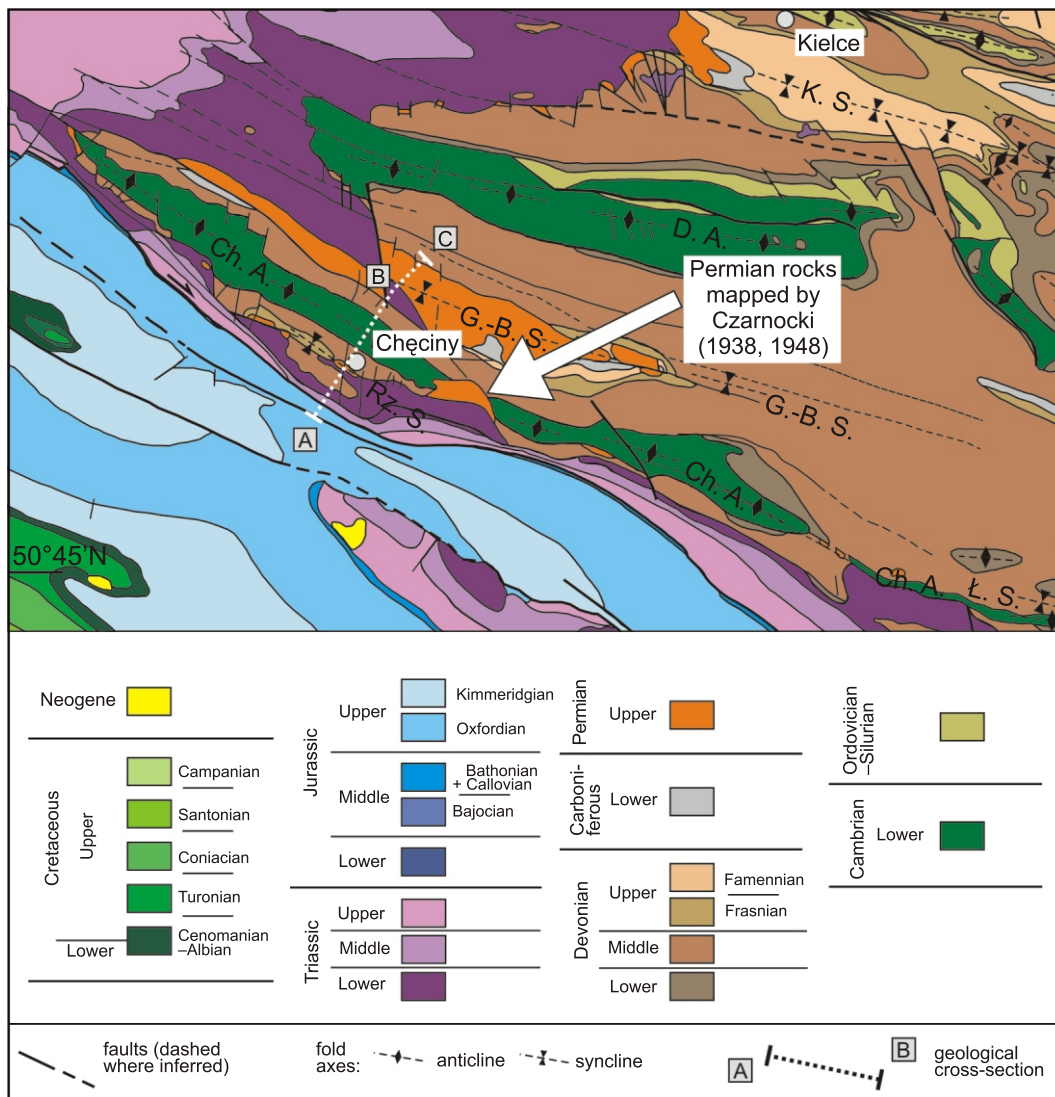 Kielce
K. S.
D. A.
Ch. A.
C
B
Permian rocks
mapped by
Czarnocki
(1938, 1948)
G.-B. S.
Chęciny
Rz. S.
G.-B. S.
A
Ch. A.
50°45'N
Ch. A.
Ł. S.
Neogene
Cretaceous
Upper
Campanian
Santonian
Coniacian
Turonian
Lower
Cenomanian
–Albian
Jurassic
Upper
Kimmeridgian
Oxfordian
Middle
Bathonian
+ Callovian
Bajocian
Lower
Triassic
Upper
Middle
Lower
Permian
Upper
Carboni-
ferous
Lower
Devonian
Upper
Famennian
Frasnian
Middle
Lower
Ordovician
–Silurian
Cambrian
Lower
faults (dashed
where inferred)
fold
axes:
anticline
syncline
A
B
geological
cross-section